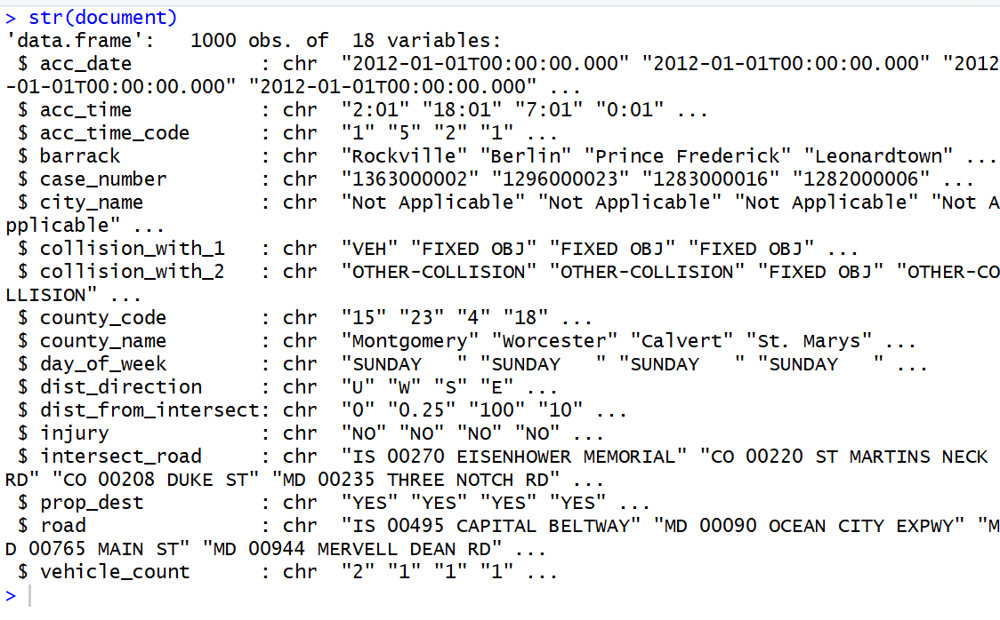 > str(document)
'data.frame':   1000 obs. of  18 variables:
 $ acc_date           : chr  "2012-01-01T00:00:00.000" "2012-01-01T00:00:00.000" "2012
-01-01T00:00:00.000" "2012-01-01T00:00:00.000" ...
 $ acc_time           : chr  "2:01" "18:01" "7:01" "0:01" ...
 $ acc_time_code      : chr  "1" "5" "2" "1" ...
 $ barrack            : chr  "Rockville" "Berlin" "Prince Frederick" "Leonardtown" ...
 $ case_number        : chr  "1363000002" "1296000023" "1283000016" "1282000006" ...
 $ city_name          : chr  "Not Applicable" "Not Applicable" "Not Applicable" "Not A
pplicable" ...
 $ collision_with_1   : chr  "VEH" "FIXED OBJ" "FIXED OBJ" "FIXED OBJ" ...
 $ collision_with_2   : chr  "OTHER-COLLISION" "OTHER-COLLISION" "FIXED OBJ" "OTHER-CO
LLISION" ...
 $ county_code        : chr  "15" "23" "4" "18" ...
 $ county_name        : chr  "Montgomery" "Worcester" "Calvert" "St. Marys" ...
 $ day_of_week        : chr  "SUNDAY   " "SUNDAY   " "SUNDAY   " "SUNDAY   " ...
 $ dist_direction     : chr  "U" "W" "S" "E" ...
 $ dist_from_intersect: chr  "0" "0.25" "100" "10" ...
 $ injury             : chr  "NO" "NO" "NO" "NO" ...
 $ intersect_road     : chr  "IS 00270 EISENHOWER MEMORIAL" "CO 00220 ST MARTINS NECK 
RD" "CO 00208 DUKE ST" "MD 00235 THREE NOTCH RD" ...
 $ prop_dest          : chr  "YES" "YES" "YES" "YES" ...
 $ road               : chr  "IS 00495 CAPITAL BELTWAY" "MD 00090 OCEAN CITY EXPWY" "M
D 00765 MAIN ST" "MD 00944 MERVELL DEAN RD" ...
 $ vehicle_count      : chr  "2" "1" "1" "1" ...
>